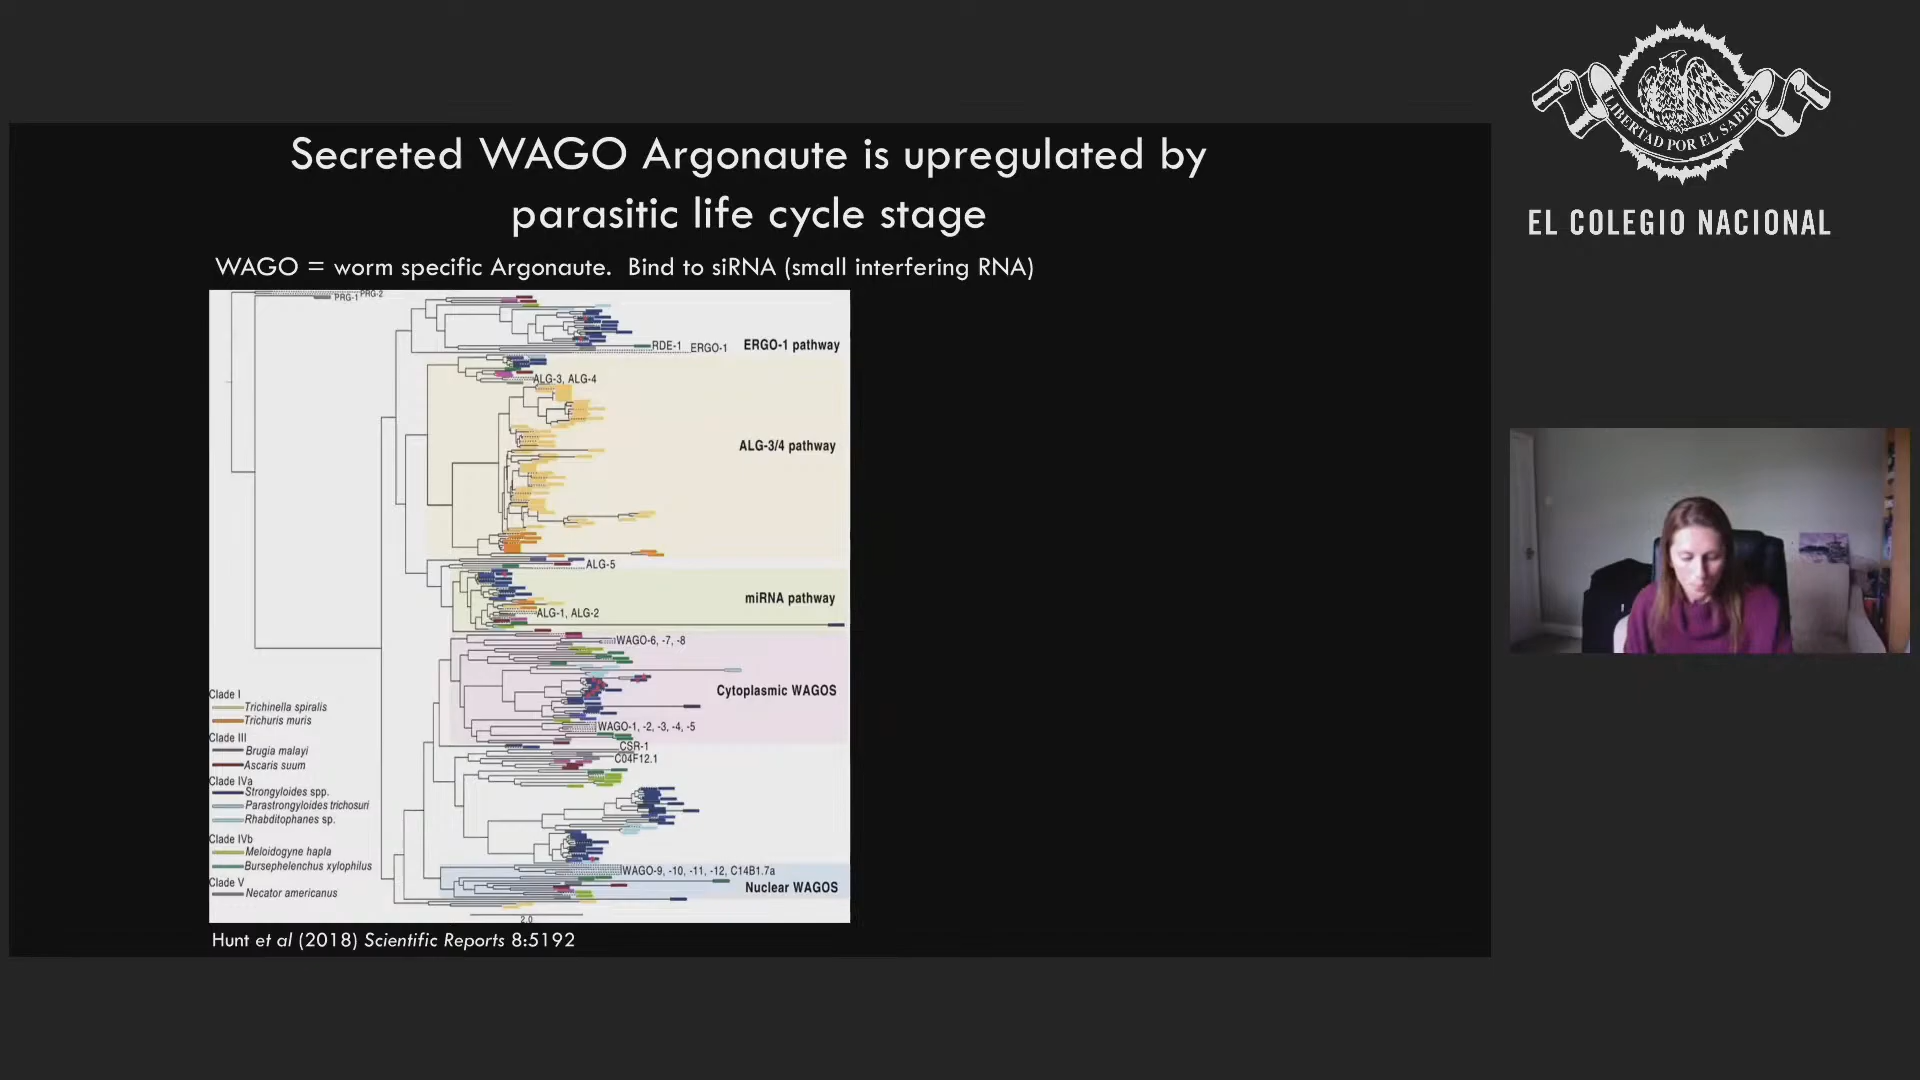 LIBERTAD POR EL SABER
EL COLEGIO NACIONAL
Secreted WAGO Argonaute is upregulated by
parasitic life cycle stage
WAGO = worm specific Argonaute. Bind to siRNA (small interfering RNA)
PRG-1 PRG-2
RDE-1 ERGO-1 ERGO-1 pathway
ALG-3, ALG-4
ALG-3/4 pathway
ALG-5
miRNA pathway
ALG-1, ALG-2
WAGO-6, -7, -8
Cytoplasmic WAGOS
WAGO-1, -2, -3, -4, -5
CSR-1
C04F12.1
WAGO-9, -10, -11, -12, C14B1.7a
Nuclear WAGOS
2.0
Clade I
Trichinella spiralis
Trichuris muris
Clade III
Brugia malayi
Ascaris suum
Clade IVa
Strongyloides spp.
Parastrongyloides trichosuri
Rhabditophanes sp.
Clade IVb
Meloidogyne hapla
Bursephelenchus xylophilus
Clade V
Necator americanus
Hunt et al (2018) Scientific Reports 8:5192